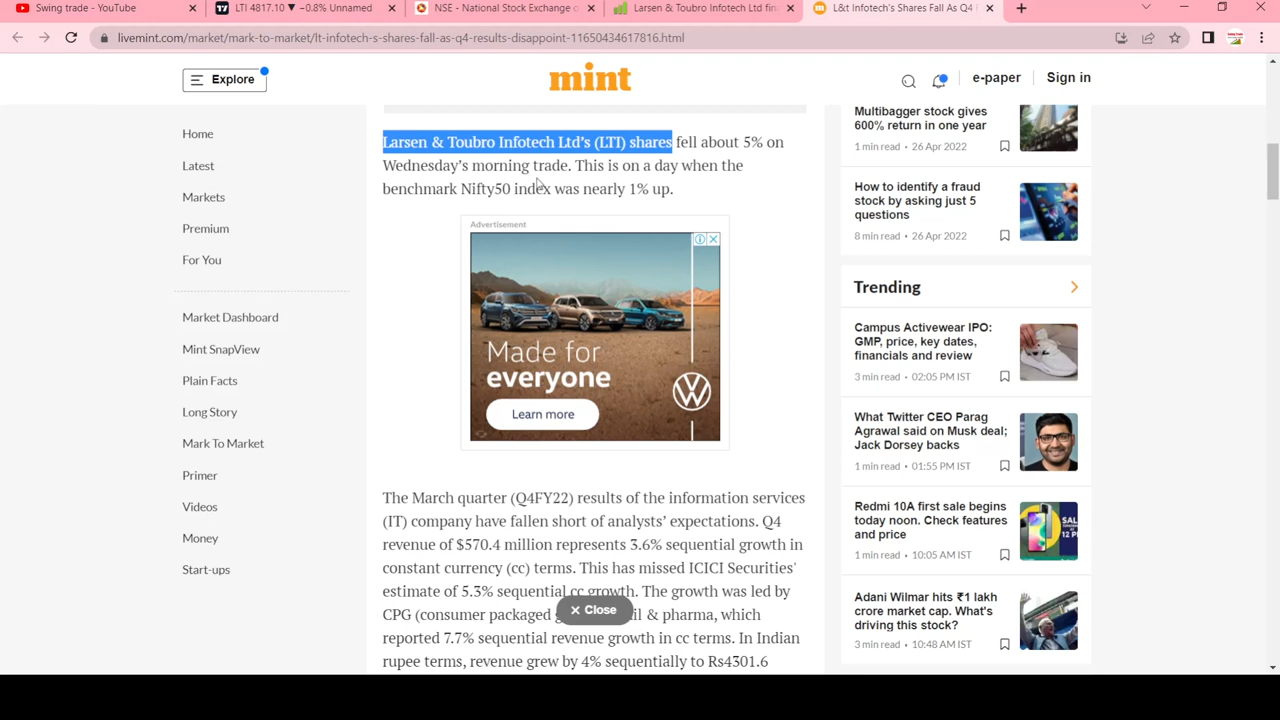 Swing trade - YouTube
LTI 4817.10 ▼ −0.8% Unnamed
NSE - National Stock Exchange o
Larsen & Toubro Infotech Ltd fin
L&t Infotech's Shares Fall As Q4
livemint.com/market/mark-to-market/lt-infotech-s-shares-fall-as-q4-results-disappoint-11650434617816.html
Explore
mint
e-paper
Sign in
Home
Latest
Markets
Premium
For You
Market Dashboard
Mint SnapView
Plain Facts
Long Story
Mark To Market
Primer
Videos
Money
Start-ups
Larsen & Toubro Infotech Ltd’s (LTI) shares fell about 5% on
Wednesday’s morning trade. This is on a day when the
benchmark Nifty50 index was nearly 1% up.
Advertisement
Made for
everyone
Learn more
The March quarter (Q4FY22) results of the information services
(IT) company have fallen short of analysts’ expectations. Q4
revenue of $570.4 million represents 3.6% sequential growth in
constant currency (cc) terms. This has missed ICICI Securities'
estimate of 5.3% sequential cc growth. The growth was led by
CPG (consumer packaged & pharma, which
✕ Close
reported 7.7% sequential revenue growth in cc terms. In Indian
rupee terms, revenue grew by 4% sequentially to Rs4301.6
Multibagger stock gives
600% return in one year
1 min read • 26 Apr 2022
How to identify a fraud
stock by asking just 5
questions
8 min read • 26 Apr 2022
Trending
Campus Activewear IPO:
GMP, price, key dates,
financials and review
3 min read • 02:05 PM IST
What Twitter CEO Parag
Agrawal said on Musk deal;
Jack Dorsey backs
1 min read • 01:55 PM IST
Redmi 10A first sale begins
today noon. Check features
and price
1 min read • 10:05 AM IST
Adani Wilmar hits ₹1 lakh
crore market cap. What's
driving this stock?
3 min read • 10:48 AM IST